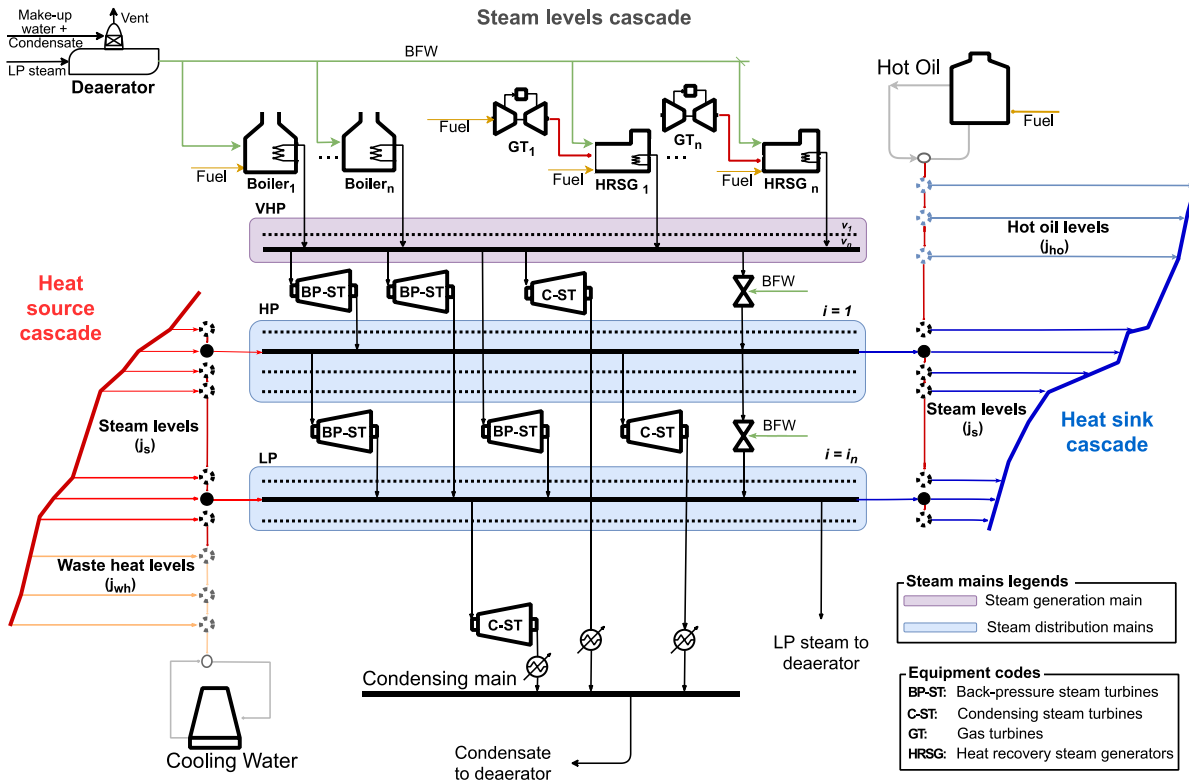 Steam levels cascade
Make-up
water +
Condensate
Vent
LP steam
Deaerator
BFW
Hot Oil
Fuel
Fuel
GT1
GTn
Fuel
Boiler1
...
Boilern
Fuel
HRSG 1
...
Fuel
HRSG n
VHP
v1
vn
Hot oil levels
(jho)
Heat
source
cascade
BP-ST
BP-ST
C-ST
BFW
HP
i = 1
Steam levels
(js)
BP-ST
BP-ST
C-ST
BFW
Steam levels
(js)
Heat sink
cascade
LP
i = in
Waste heat levels
(jwh)
C-ST
LP steam to
deaerator
Condensing main
Cooling Water
Condensate
to deaerator
Steam mains legends
Steam generation main
Steam distribution mains
Equipment codes
BP-ST: Back-pressure steam turbines
C-ST: Condensing steam turbines
GT: Gas turbines
HRSG: Heat recovery steam generators